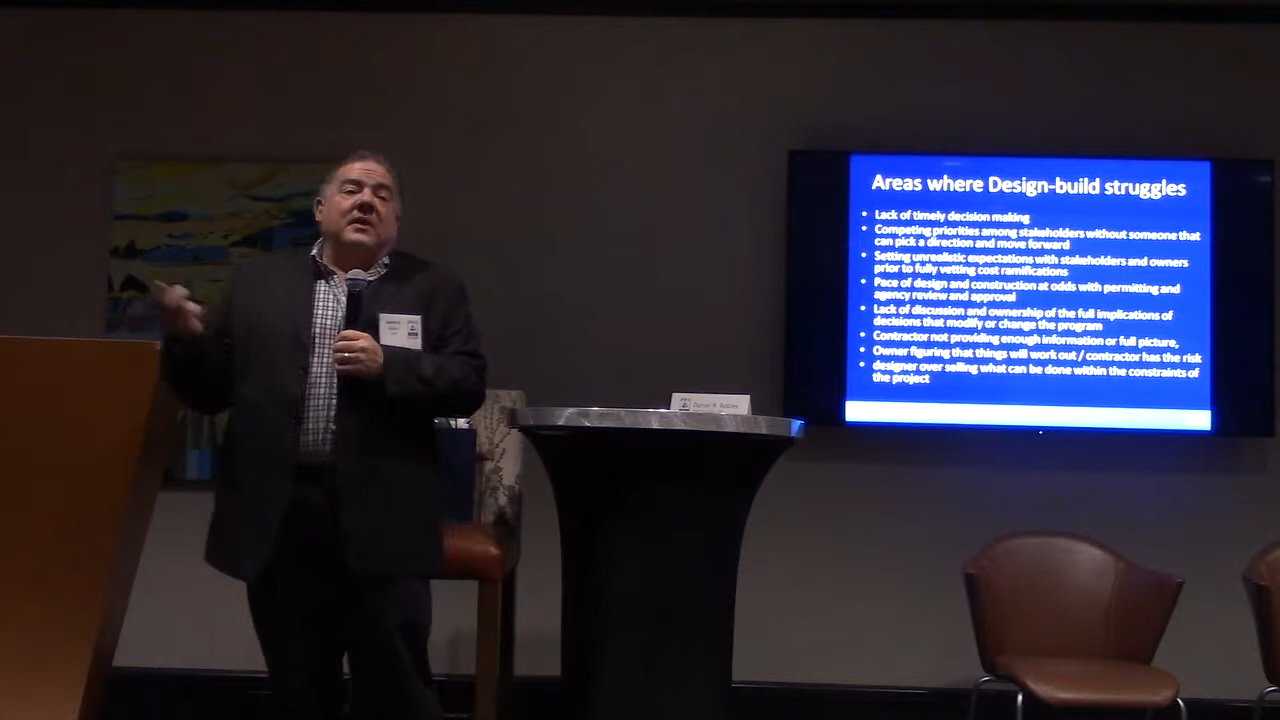 Areas where Design-build struggles
• Lack of timely decision making
• Competing priorities among stakeholders without someone that
can pick a direction and move forward
• Setting unrealistic expectations with stakeholders and owners
prior to fully vetting cost ramifications
• Pace of design and construction at odds with permitting and
agency review and approval
• Lack of discussion and ownership of the full implications of
decisions that modify or change the program
• Contractor not providing enough information or full picture,
• Owner figuring that things will work out / contractor has the risk
• designer over selling what can be done within the constraints of
the project
Daniel R. Robles